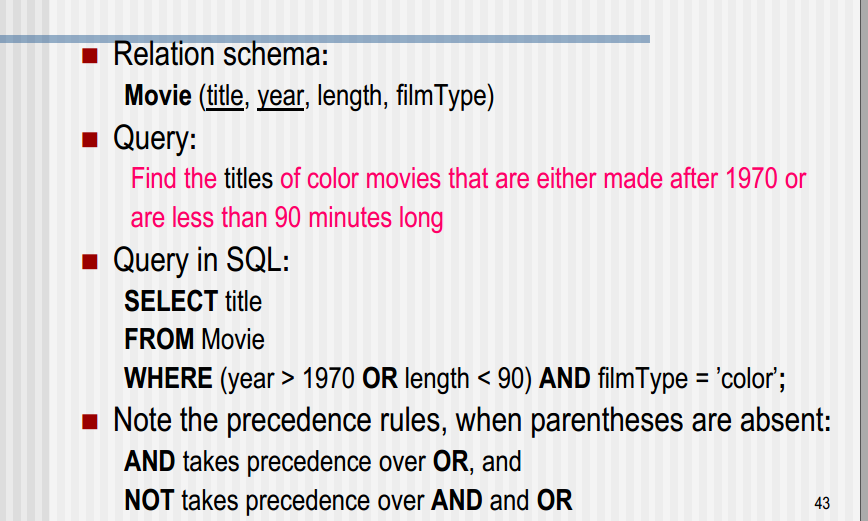 Relation schema:
Movie (title, year, length, filmType)
Query:
Find the titles of color movies that are either made after 1970 or
are less than 90 minutes long
Query in SQL:
SELECT title
FROM Movie
WHERE (year > 1970 OR length < 90) AND filmType = ’color’;
Note the precedence rules, when parentheses are absent:
AND takes precedence over OR, and
NOT takes precedence over AND and OR
43